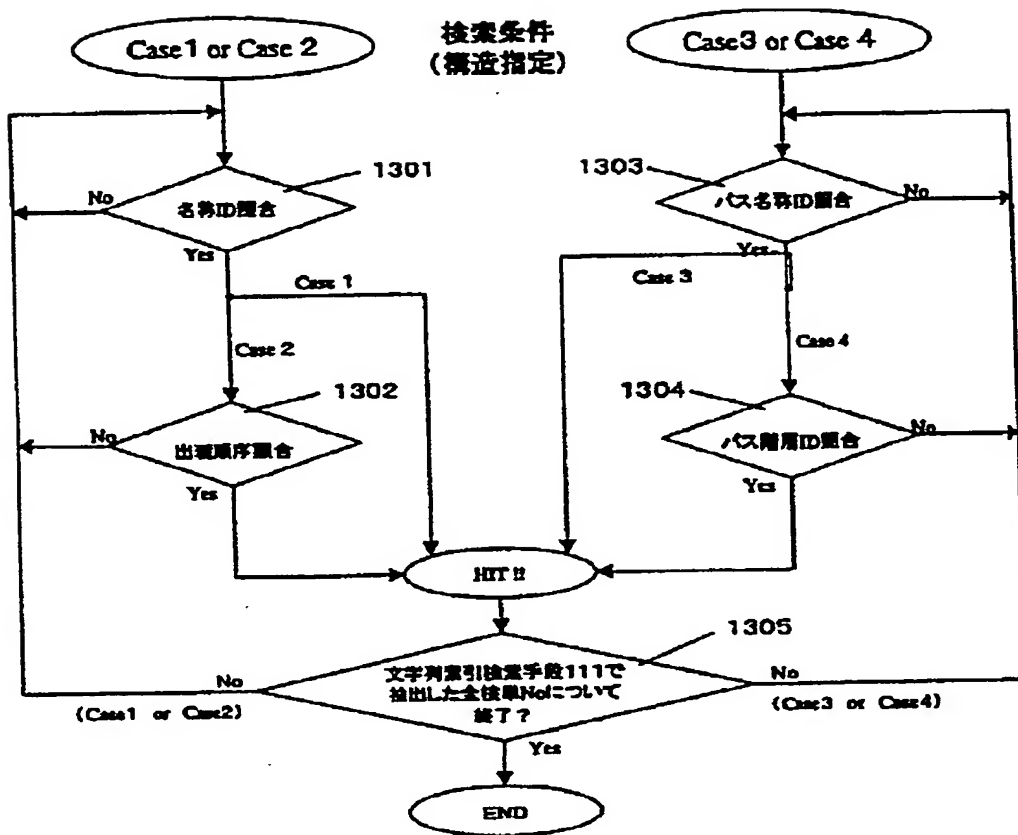 Case1 or Case 2
検索条件
(構造指定)
Case3 or Case 4
1301
1303
No
名称ID照合
パス名称ID照合
No
Yes
Yes
Case 1
Case 3
Case 2
Case 4
1302
1304
No
出現順序照合
パス階層ID照合
No
Yes
Yes
HIT !!
1305
No
文字列索引検索手段111で
抽出した全検単Noについて
終了?
No
(Case1 or Case2)
(Case3 or Case4)
Yes
END